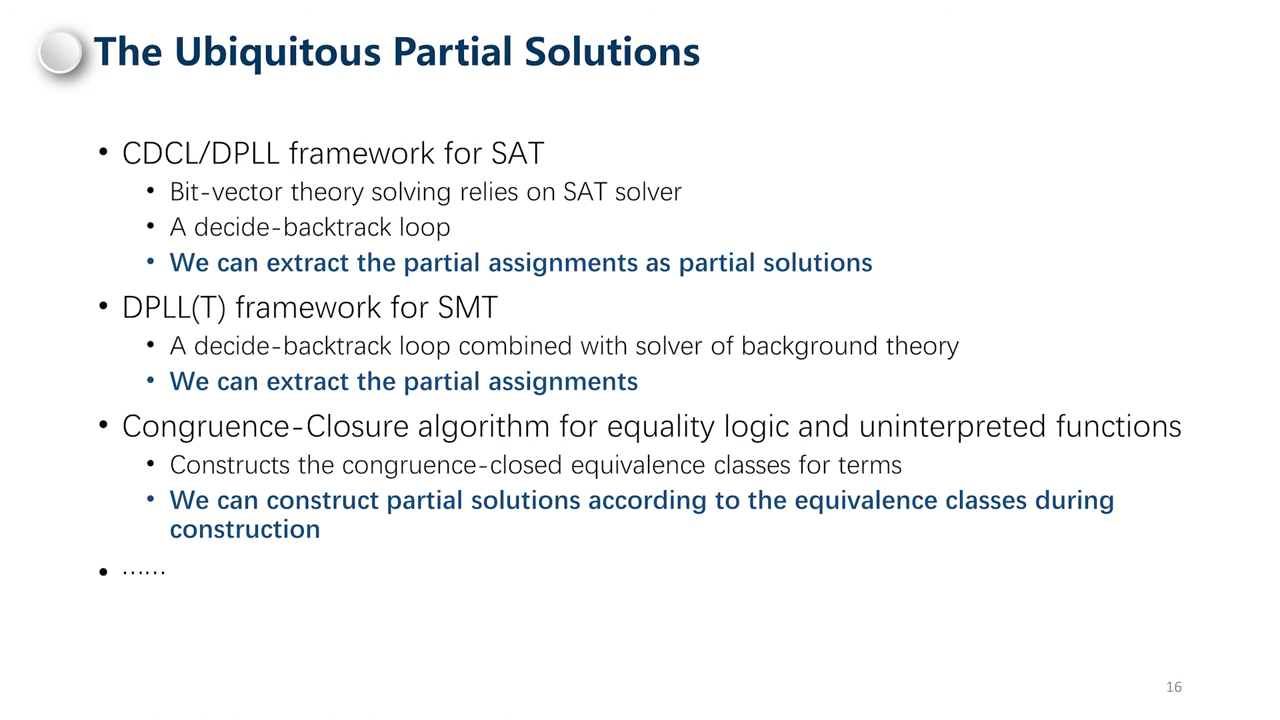 The Ubiquitous Partial Solutions
• CDCL/DPLL framework for SAT
• Bit-vector theory solving relies on SAT solver
• A decide-backtrack loop
• We can extract the partial assignments as partial solutions
• DPLL(T) framework for SMT
• A decide-backtrack loop combined with solver of background theory
• We can extract the partial assignments
• Congruence-Closure algorithm for equality logic and uninterpreted functions
• Constructs the congruence-closed equivalence classes for terms
• We can construct partial solutions according to the equivalence classes during
construction
• ……
16